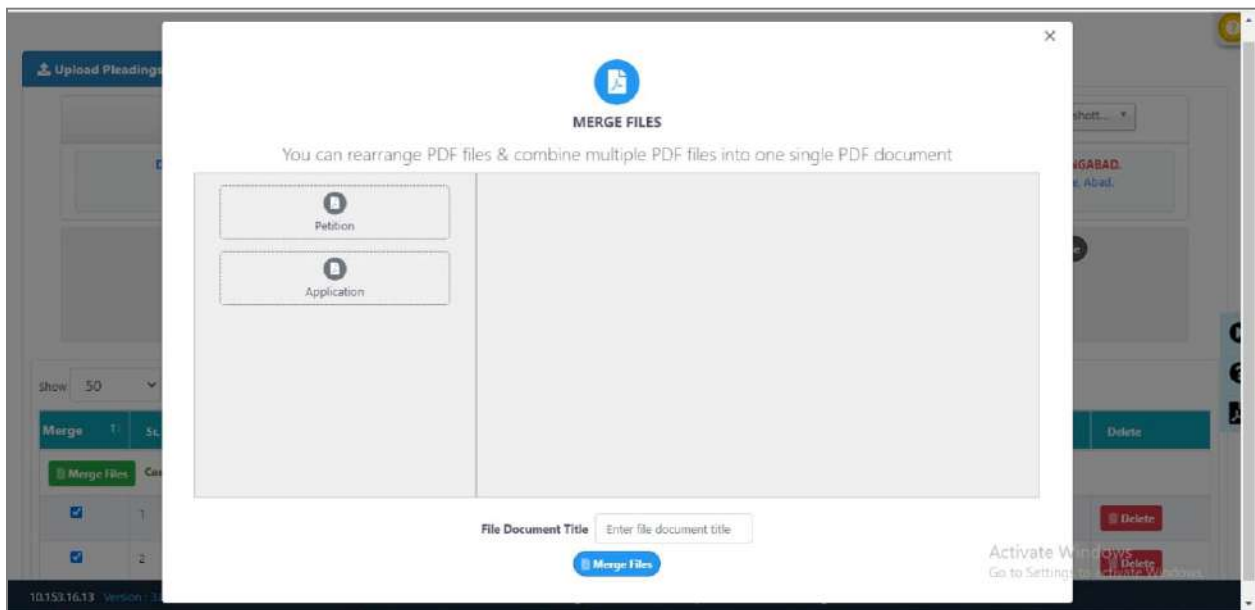 Upload Pleadings
MERGE FILES
You can rearrange PDF files & combine multiple PDF files into one single PDF document
Petition
Application
Show 50
Merge
Delete
Merge Files
1
Delete
2
Delete
File Document Title Enter file document title
Merge Files
Activate Windows
Go to Settings to activate Windows.
10.153.16.13 Version :